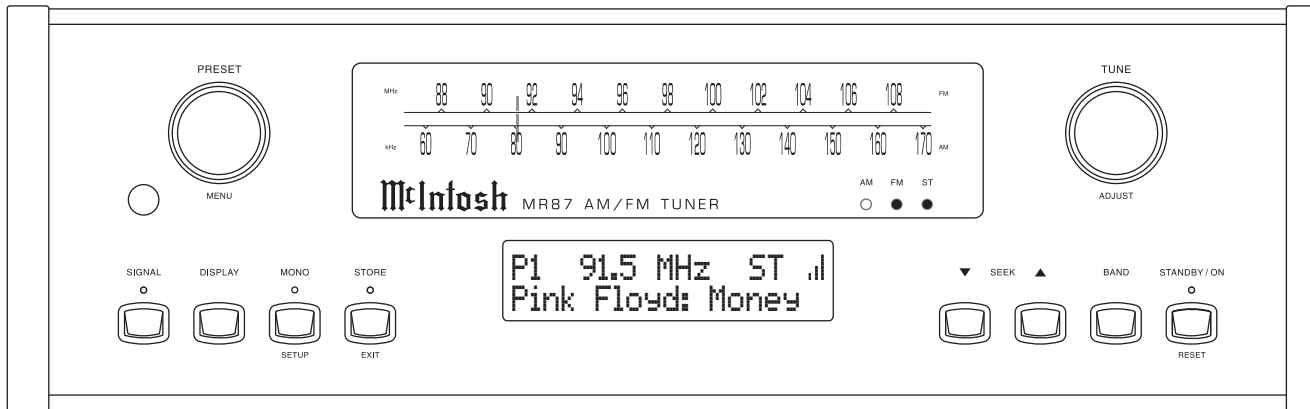 PRESET
TUNE
MHz 88 90 92 94 96 98 100 102 104 106 108 FM
kHz 60 70 80 90 100 110 120 130 140 150 160 170 AM
MENU
ADJUST
AM FM ST
McIntosh MR87 AM/FM TUNER
P1 91.5 MHz ST
Pink Floyd: Money
SIGNAL DISPLAY MONO STORE
▼ SEEK ▲ BAND STANDBY / ON
SETUP EXIT
RESET